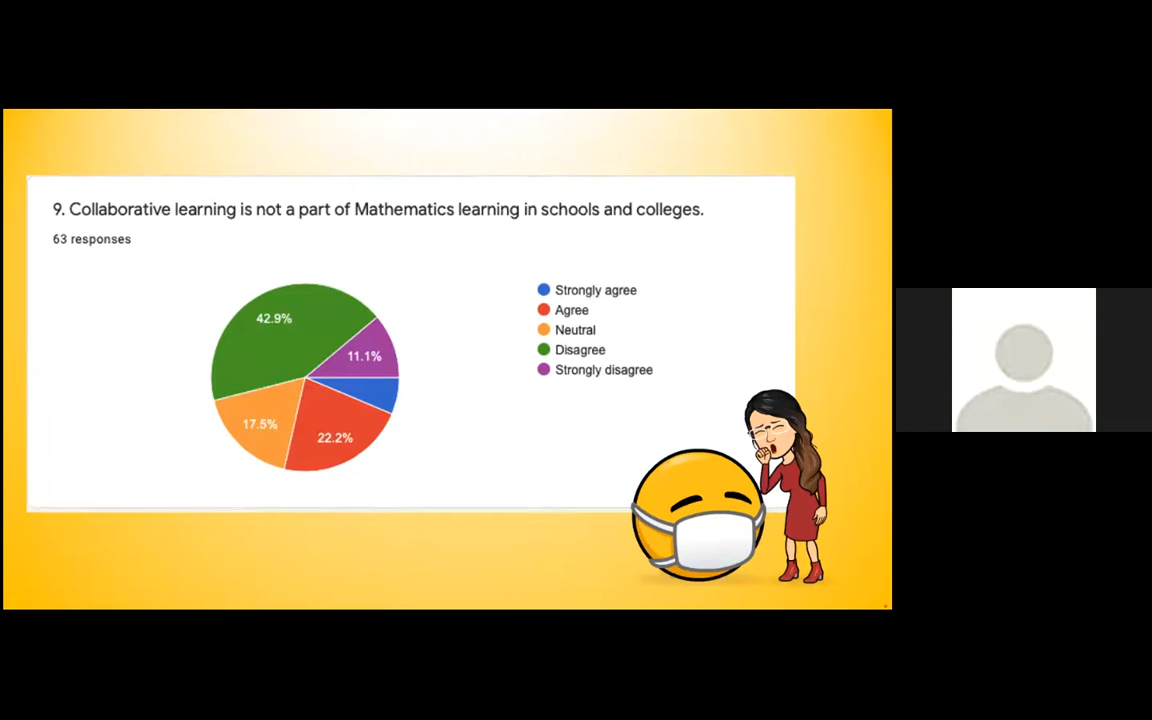 9. Collaborative learning is not a part of Mathematics learning in schools and colleges.
63 responses
42.9%
11.1%
17.5%
22.2%
Strongly agree
Agree
Neutral
Disagree
Strongly disagree